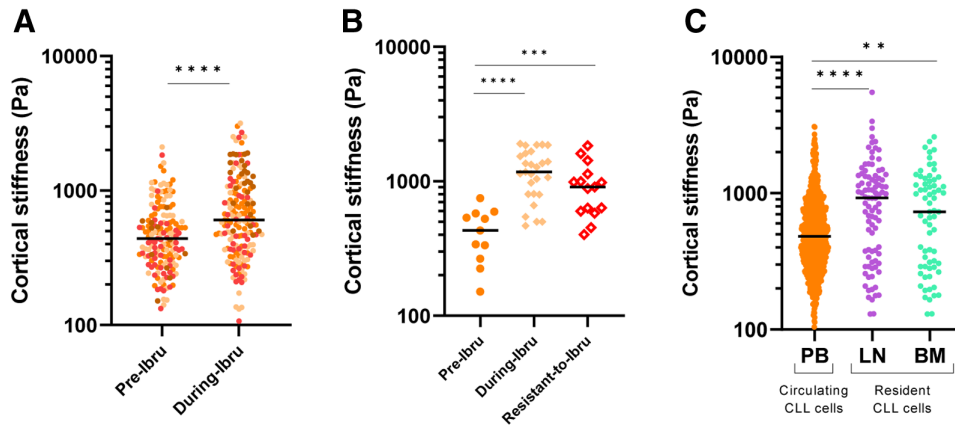 A
Cortical stiffness (Pa)
10000
1000
100
****
Pre-Ibru
During-Ibru
B
Cortical stiffness (Pa)
10000
1000
100
***
****
Pre-Ibru
During-Ibru
Resistant-to-Ibru
C
Cortical stiffness (Pa)
10000
1000
100
**
****
PB LN BM
Circulating
CLL cells
Resident
CLL cells